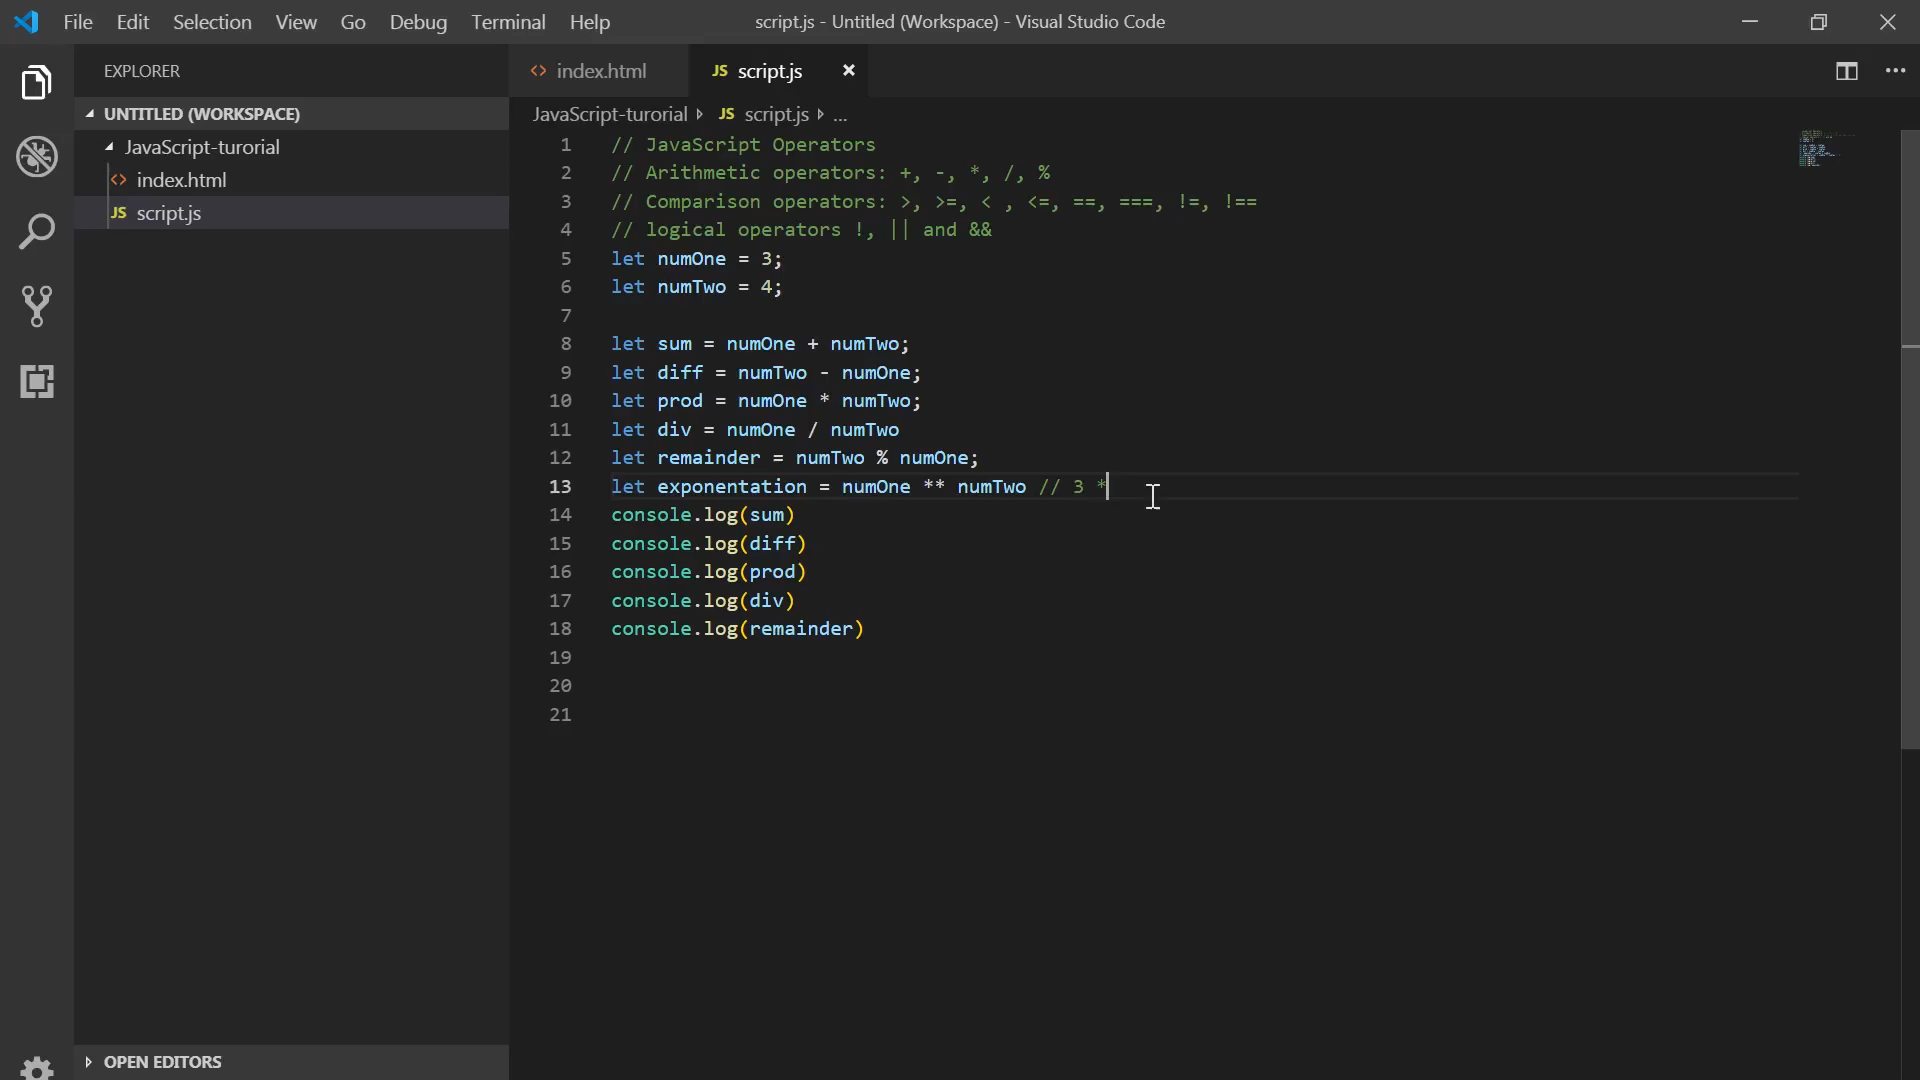 File Edit Selection View Go Debug Terminal Help script.js - Untitled (Workspace) - Visual Studio Code
EXPLORER
UNTITLED (WORKSPACE)
JavaScript-turorial
index.html
JS script.js
OPEN EDITORS
index.html JS script.js
JavaScript-turorial JS script.js ...
1 // JavaScript Operators
2 // Arithmetic operators: +, -, *, /, %
3 // Comparison operators: >, >=, < , <=, ==, ===, !=, !==
4 // logical operators !, || and &&
5 let numOne = 3;
6 let numTwo = 4;
7
8 let sum = numOne + numTwo;
9 let diff = numTwo - numOne;
10 let prod = numOne * numTwo;
11 let div = numOne / numTwo
12 let remainder = numTwo % numOne;
13 let exponentation = numOne ** numTwo // 3 *
14 console.log(sum)
15 console.log(diff)
16 console.log(prod)
17 console.log(div)
18 console.log(remainder)
19
20
21